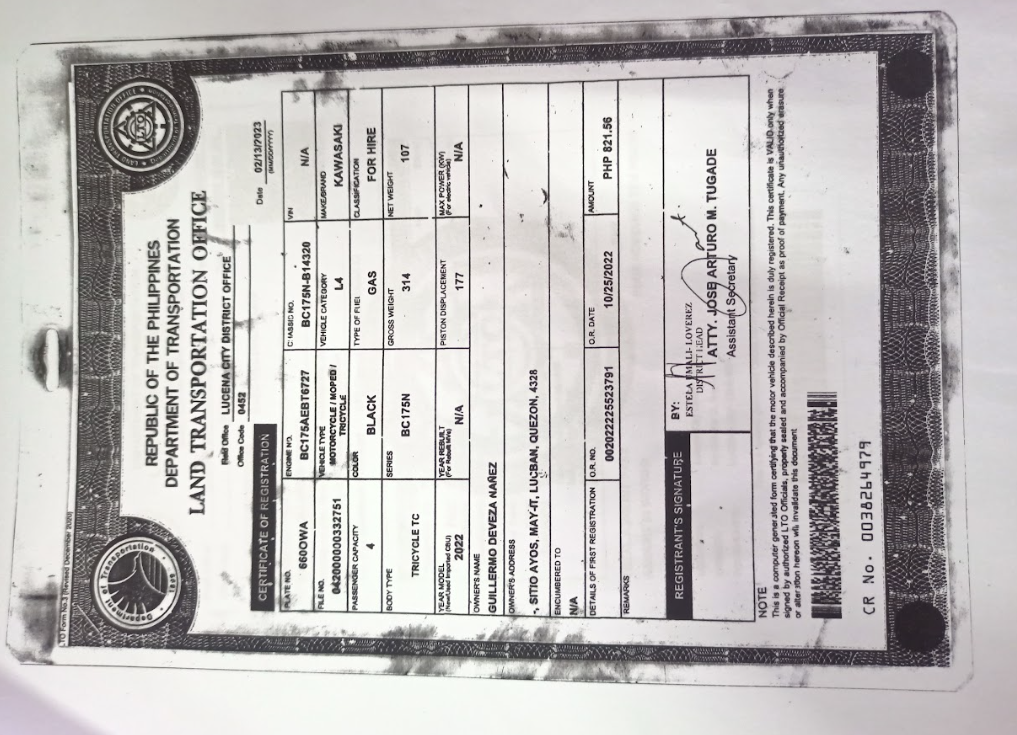 LTO Form No.3 (Revised December 2020)
REPUBLIC OF THE PHILIPPINES
DEPARTMENT OF TRANSPORTATION
LAND TRANSPORTATION OFFICE
Field Office LUCENA CITY DISTRICT OFFICE
Office Code 0452
Date 02/13/2023
(MM/DD/YYYY)
CERTIFICATE OF REGISTRATION
PLATE NO. ENGINE NO. CHASSIS NO. VIN
660OWA BC175AEBT6727 BC175N-B14320 N/A
FILE NO. VEHICLE TYPE VEHICLE CATEGORY MAKE/BRAND
042000000332751 MOTORCYCLE / MOPED / TRICYCLE L4 KAWASAKI
PASSENGER CAPACITY COLOR TYPE OF FUEL CLASSIFICATION
4 BLACK GAS FOR HIRE
BODY TYPE SERIES GROSS WEIGHT NET WEIGHT
TRICYCLE TC BC175N 314 107
YEAR MODEL YEAR REBUILT PISTON DISPLACEMENT MAX POWER (KW)
(New/Used Imported CBU) (For Rebuilt MVs) (For electric vehicle)
2022 N/A 177 N/A
OWNER'S NAME
GUILLERMO DEVEZA NAÑEZ
OWNER'S ADDRESS
-, SITIO AYOS, MAY-IT, LUCBAN, QUEZON, 4328
ENCUMBERED TO
N/A
DETAILS OF FIRST REGISTRATION O.R. NO. O.R. DATE AMOUNT
002022225523791 10/25/2022 PHP 821.56
REMARKS
REGISTRANT'S SIGNATURE
BY:
ESTELA UMALI- LOVEREZ
DISTRICT HEAD
ATTY. JOSE ARTURO M. TUGADE
Assistant Secretary
NOTE
This is a computer generated form certifying that the motor vehicle described herein is duly registered. This certificate is VALID only when
signed by authorized LTO Officials, properly sealed and accompanied by Official Receipt as proof of payment. Any unauthorized erasure
or alteration hereon will invalidate this document
CR No. 0038264979